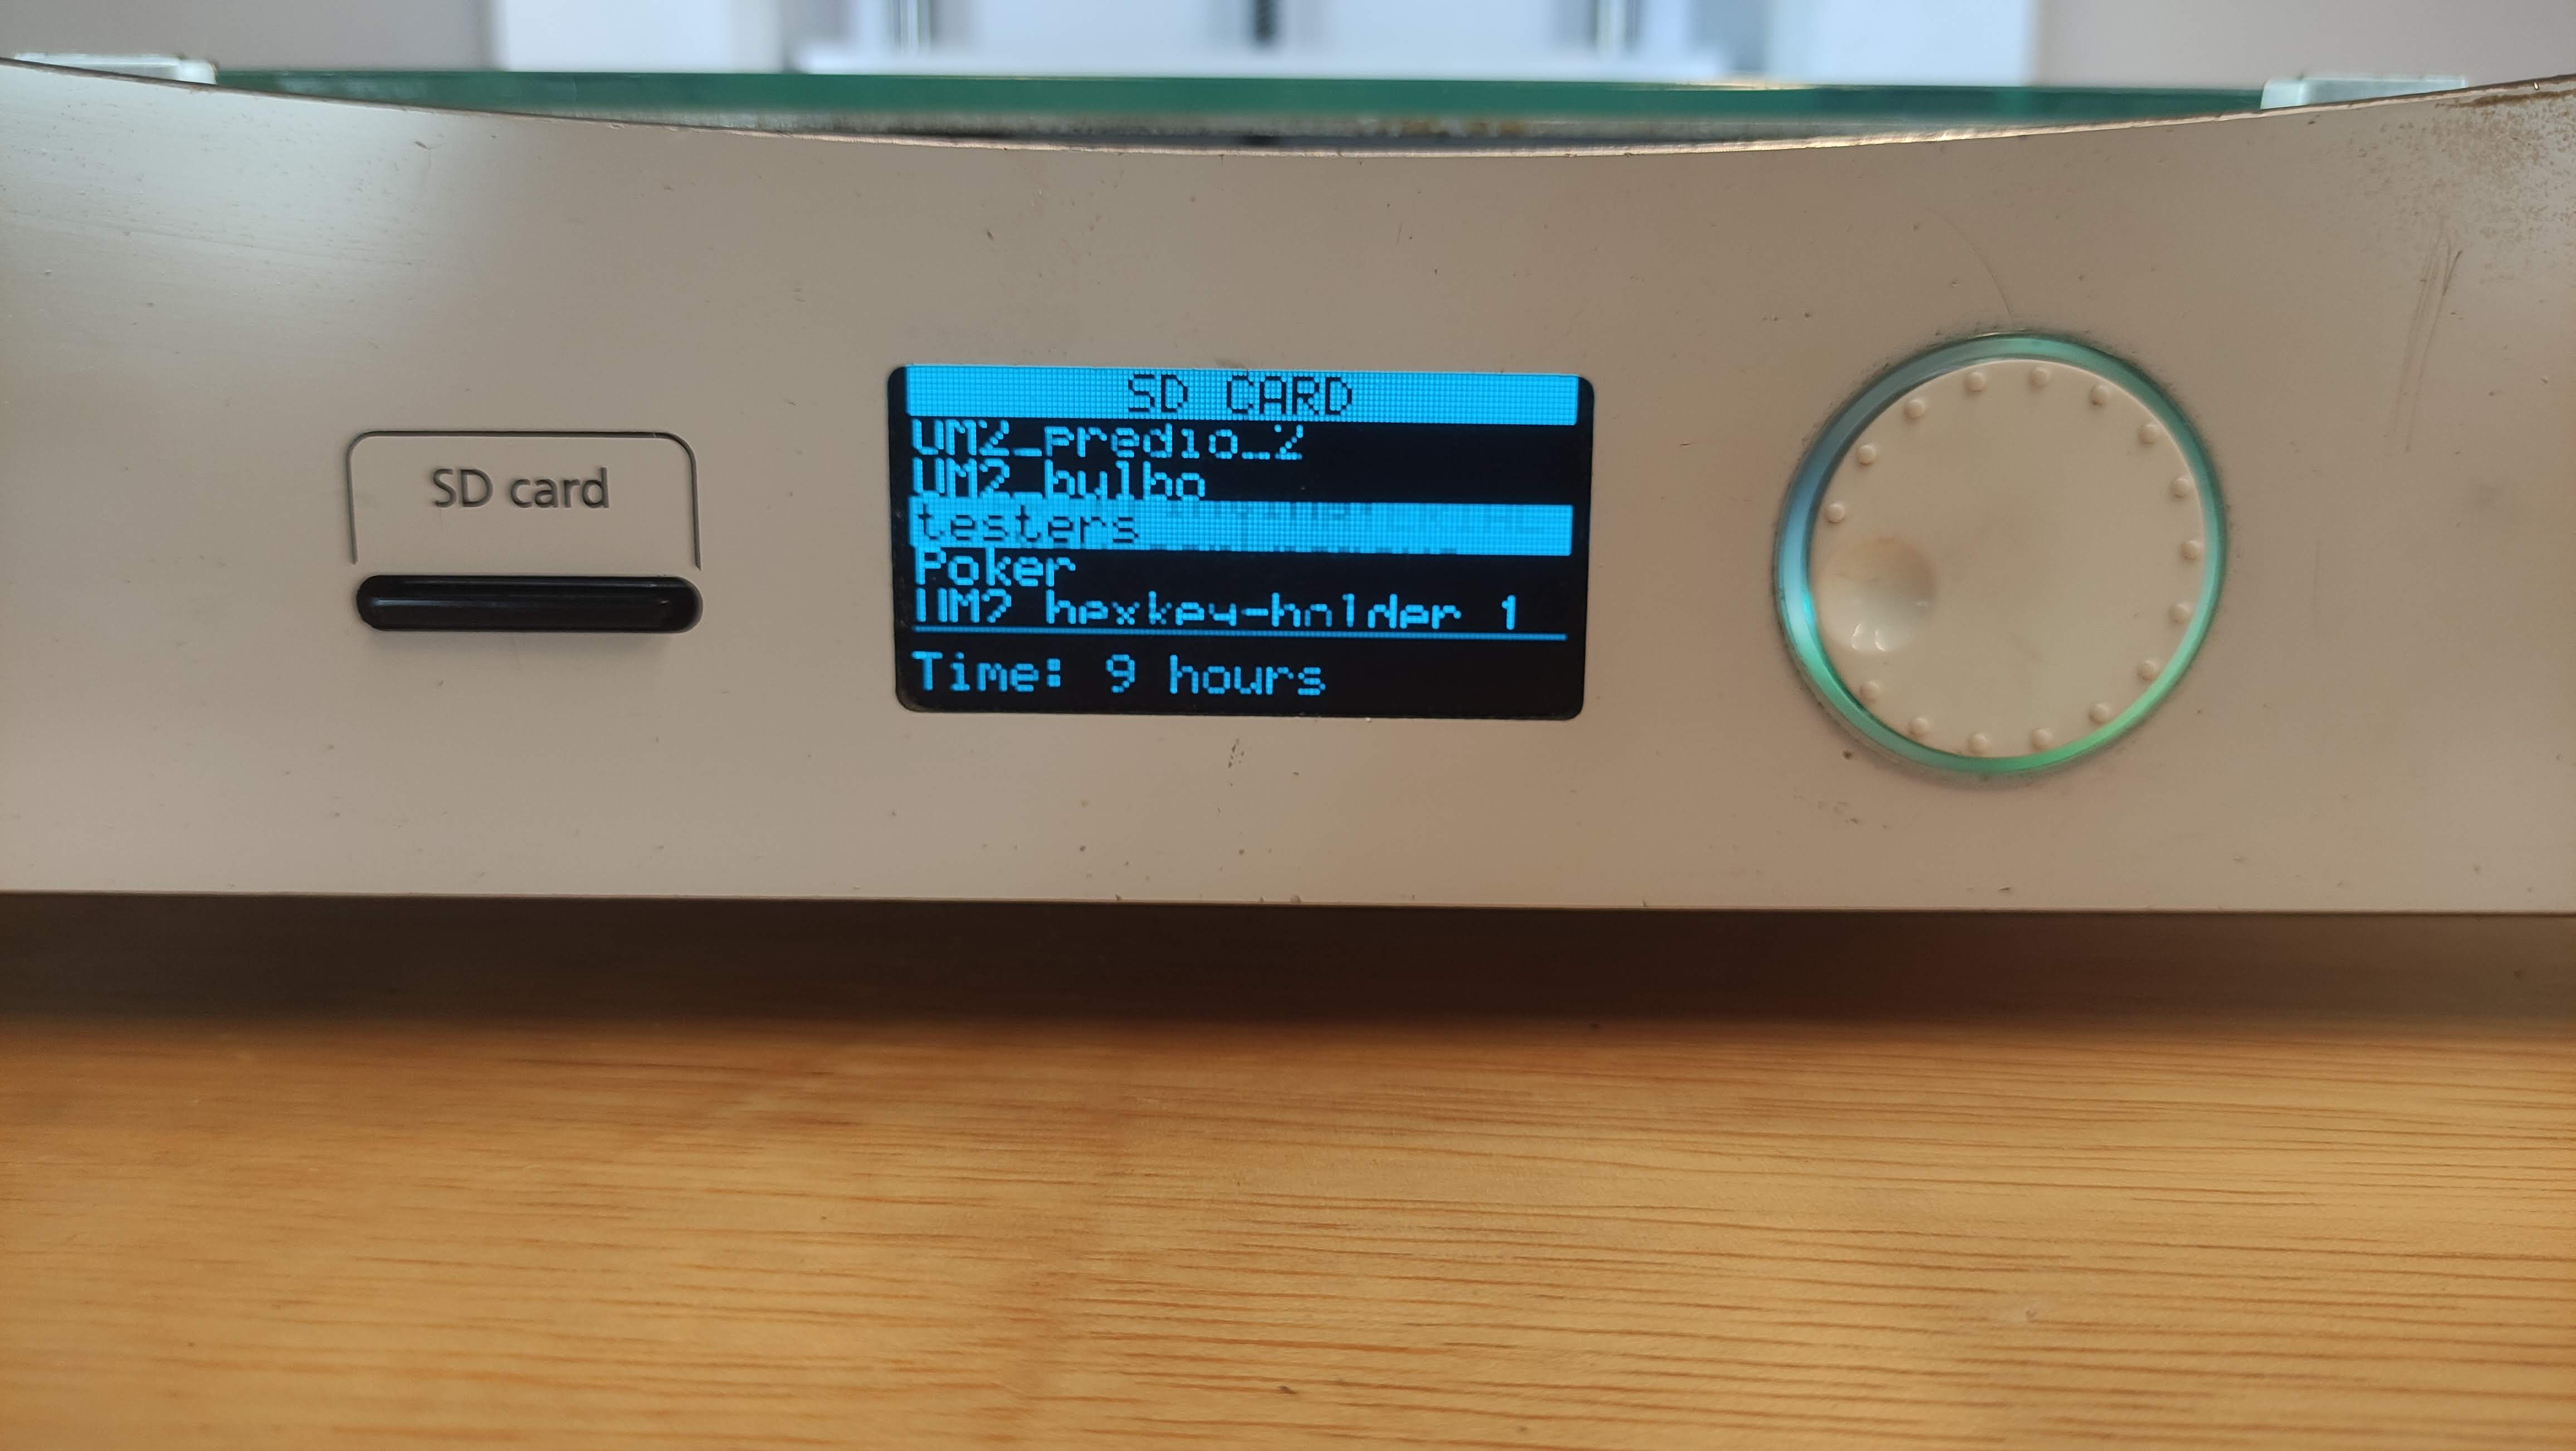 SD card
SD CARD
UM2_predio_2
UM2_bulbo
testers
Poker
UM2_hexkey-holder_1
Time: 9 hours